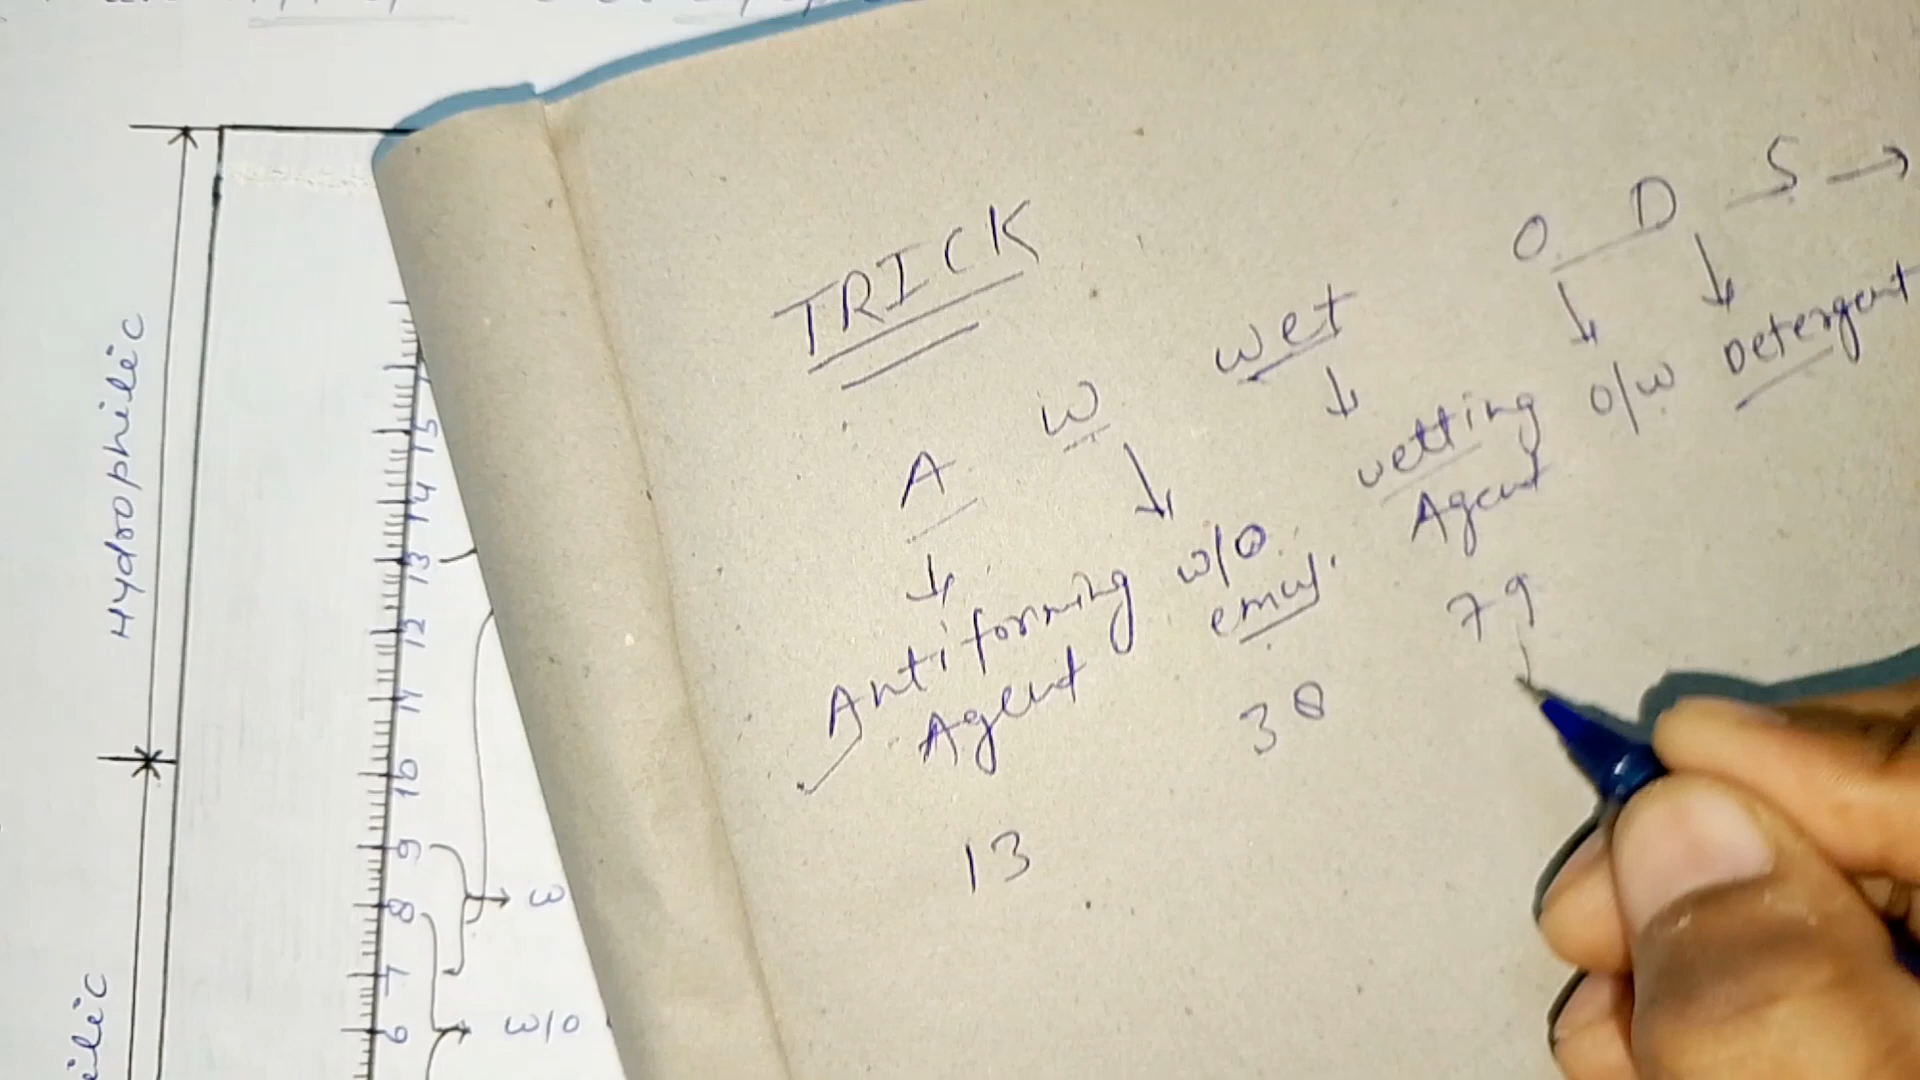 TRICK
A W wet O D S →
Antiforming Agent
w/o emul.
wetting Agent
o/w
Detergent
13
38
79
Hydrophilic
15
14
13
12
11
10
9
8
7
6
W
W/O